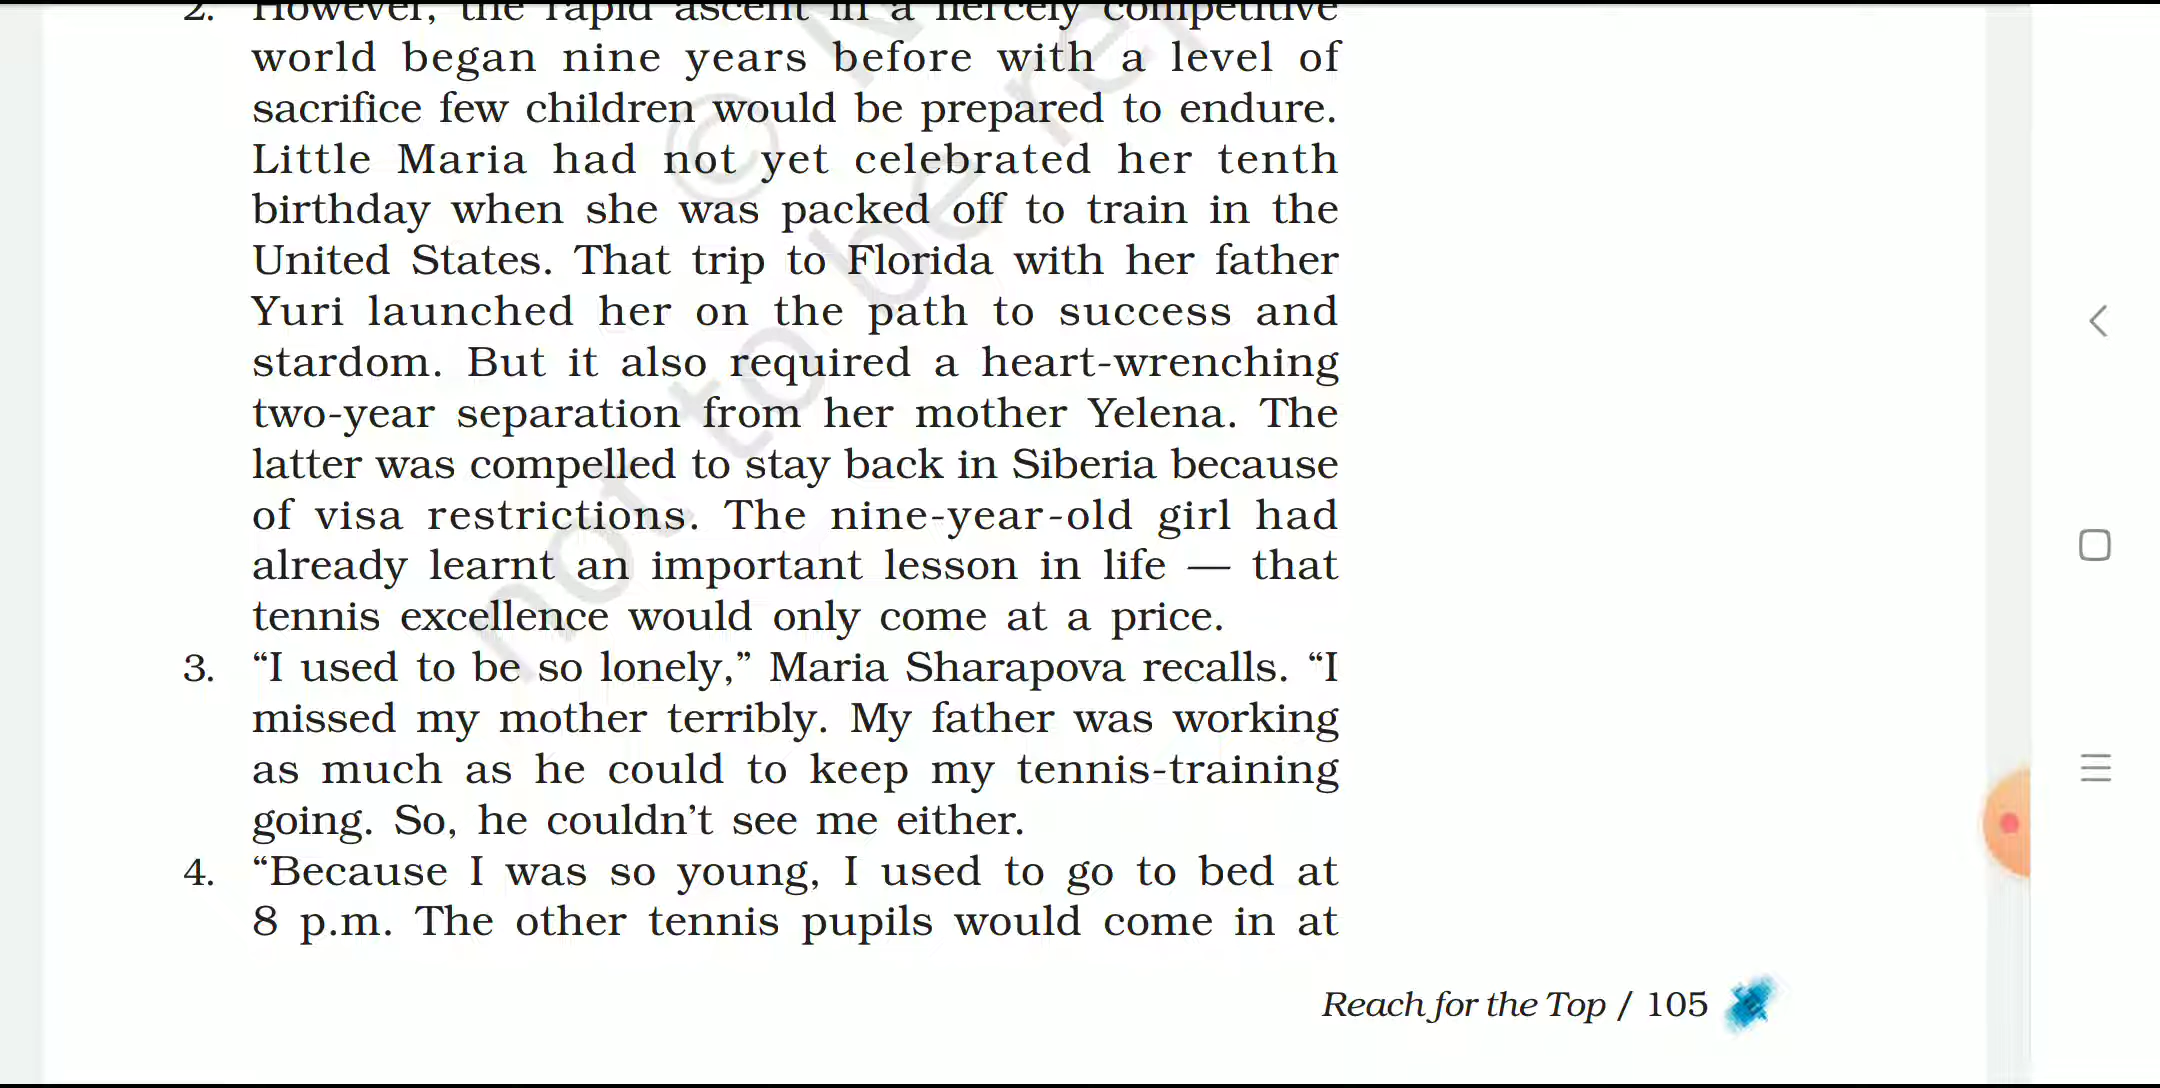 2. However, the rapid ascent in a fiercely competitive
world began nine years before with a level of
sacrifice few children would be prepared to endure.
Little Maria had not yet celebrated her tenth
birthday when she was packed off to train in the
United States. That trip to Florida with her father
Yuri launched her on the path to success and
stardom. But it also required a heart-wrenching
two-year separation from her mother Yelena. The
latter was compelled to stay back in Siberia because
of visa restrictions. The nine-year-old girl had
already learnt an important lesson in life — that
tennis excellence would only come at a price.
3. “I used to be so lonely,” Maria Sharapova recalls. “I
missed my mother terribly. My father was working
as much as he could to keep my tennis-training
going. So, he couldn’t see me either.
4. “Because I was so young, I used to go to bed at
8 p.m. The other tennis pupils would come in at
Reach for the Top / 105
© N
not to be re